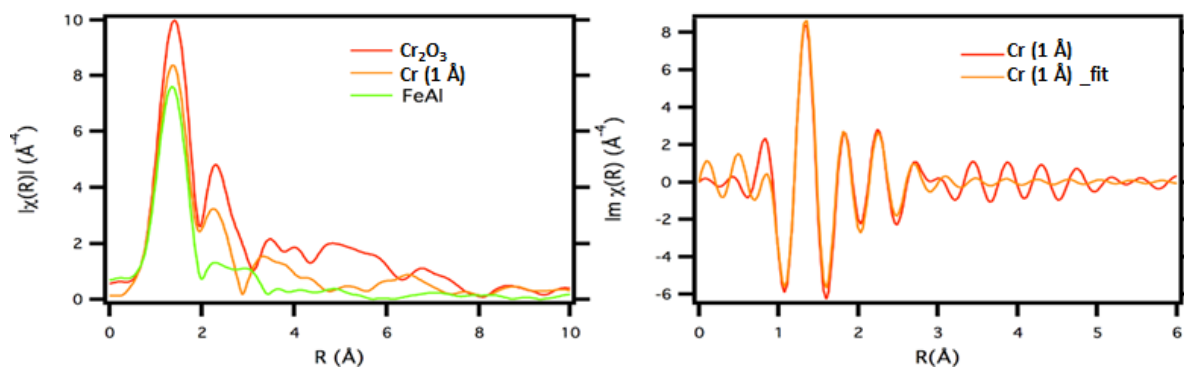 10
8
6
4
2
0
|χ(R)| (Å⁻⁴)
Cr₂O₃
Cr (1 Å)
FeAl
0 2 4 6 8 10
R (Å)
8
6
4
2
0
-2
-4
-6
Im χ(R) (Å⁻⁴)
Cr (1 Å)
Cr (1 Å) _fit
0 1 2 3 4 5 6
R(Å)